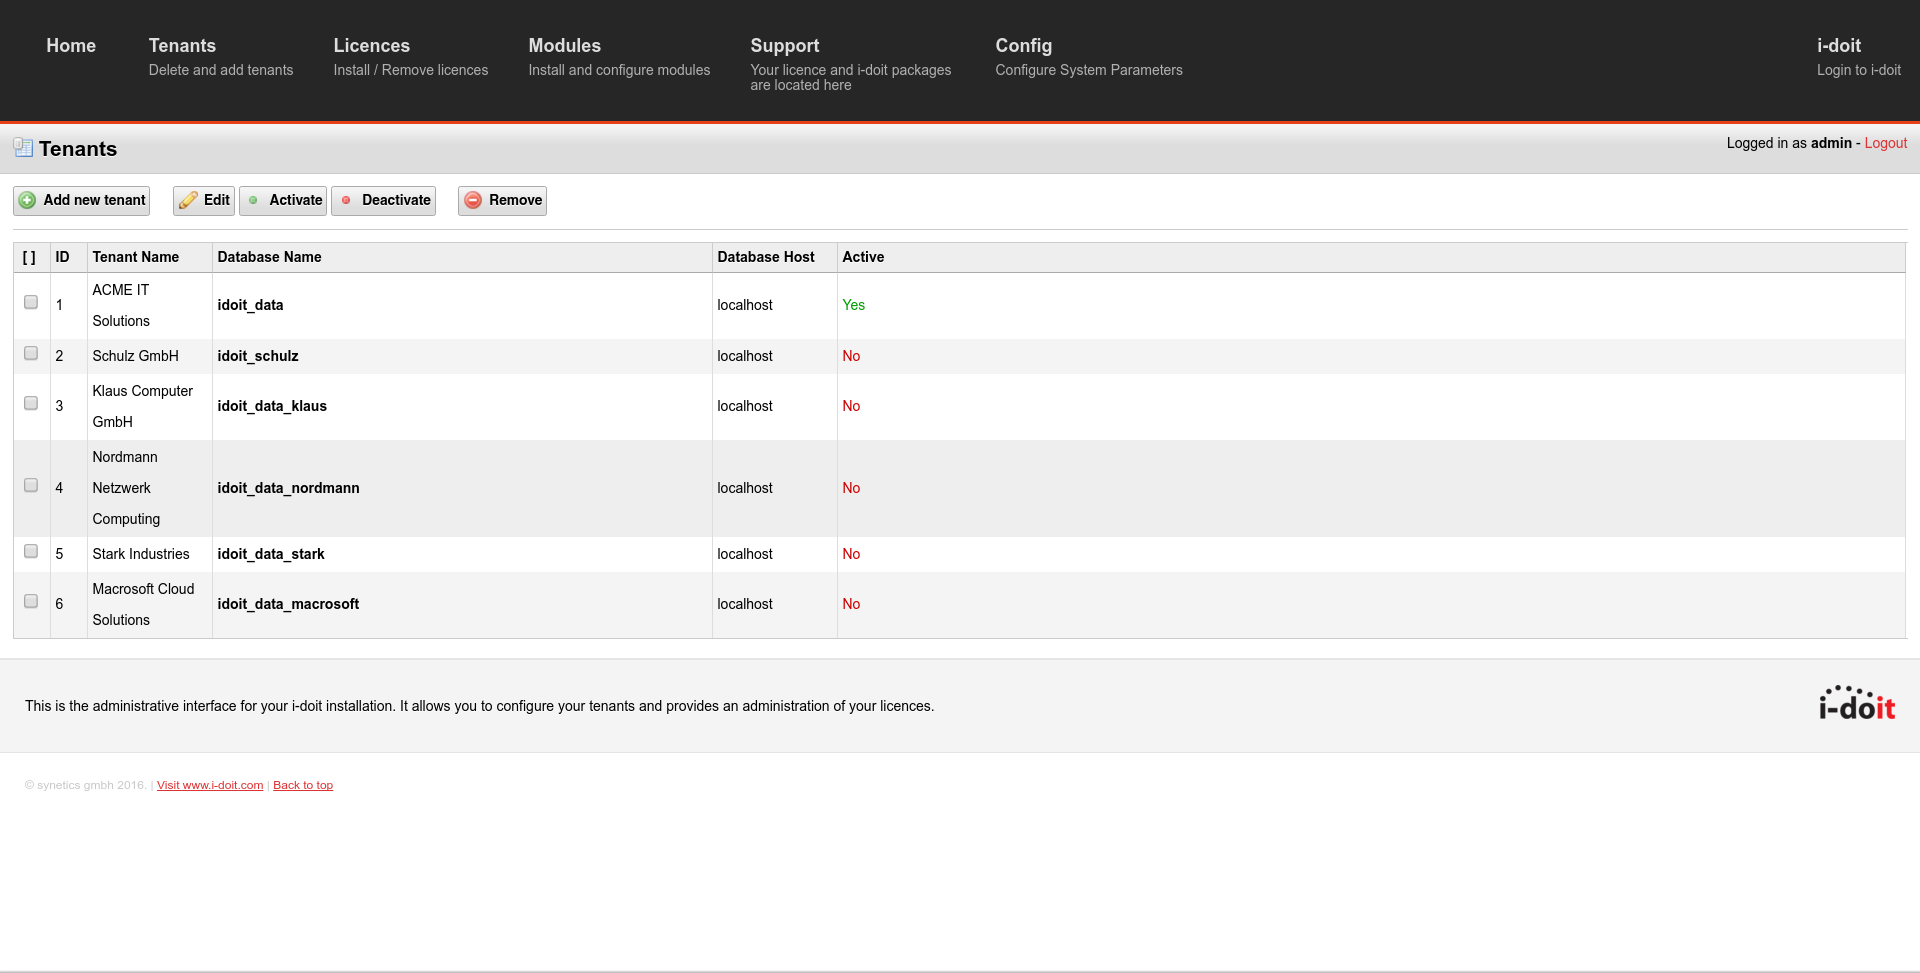 Home
Tenants
Delete and add tenants
Licences
Install / Remove licences
Modules
Install and configure modules
Support
Your licence and i-doit packages
are located here
Config
Configure System Parameters
i-doit
Login to i-doit
Tenants
Logged in as admin - Logout
Add new tenant Edit Activate Deactivate Remove
[ ] ID Tenant Name Database Name Database Host Active
1 ACME IT
Solutions idoit_data localhost Yes
2 Schulz GmbH idoit_schulz localhost No
3 Klaus Computer
GmbH idoit_data_klaus localhost No
4 Nordmann
Netzwerk
Computing idoit_data_nordmann localhost No
5 Stark Industries idoit_data_stark localhost No
6 Macrosoft Cloud
Solutions idoit_data_macrosoft localhost No
This is the administrative interface for your i-doit installation. It allows you to configure your tenants and provides an administration of your licences.
i-doit
© synetics gmbh 2016. | Visit www.i-doit.com | Back to top